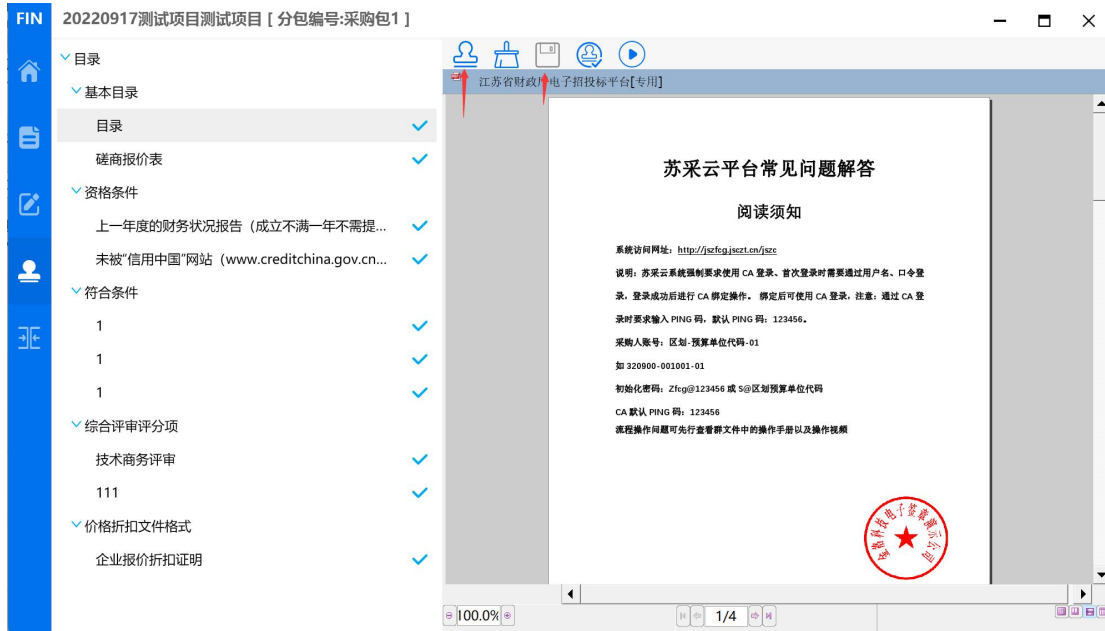 FIN
20220917测试项目测试项目 [ 分包编号:采购包1 ]
目录
基本目录
目录
磋商报价表
资格条件
上一年度的财务状况报告（成立不满一年不需提...
未被“信用中国”网站（www.creditchina.gov.cn...
符合条件
1
1
1
综合评审评分项
技术商务评审
111
价格折扣文件格式
企业报价折扣证明
江苏省财政厅电子招投标平台[专用]
苏采云平台常见问题解答
阅读须知
系统访问网址：http://jszfcg.jsczt.cn/jszc
说明：苏采云系统强制要求使用 CA 登录、首次登录时需要通过用户名、口令登
录，登录成功后进行 CA 绑定操作。 绑定后可使用 CA 登录，注意：通过 CA 登
录时要求输入 PING 码，默认 PING 码：123456。
采购人账号：区划-预算单位代码-01
如 320900-001001-01
初始化密码：Zfcg@123456 或 S@区划预算单位代码
CA 默认 PING 码：123456
流程操作问题可先行查看群文件中的操作手册以及操作视频
科技电子签章演示公司
100.0%
1/4